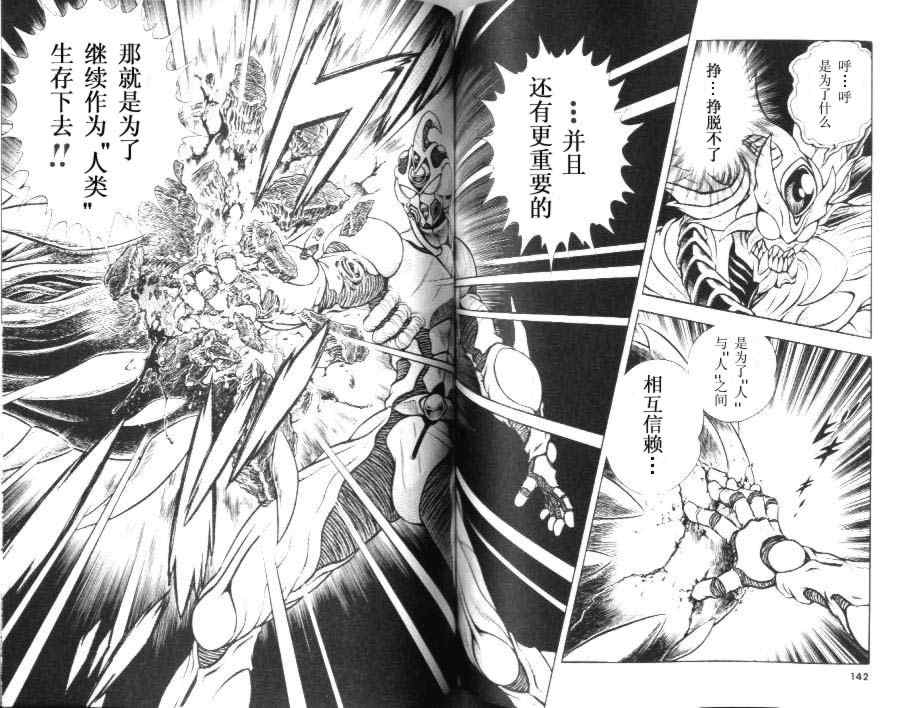 呼…呼
是为了什么
挣…挣脱不了
是为了"人"
与"人"之间
相互信赖…
…并且
还有更重要的
那就是为了
继续作为"人类"
生存下去!!
142